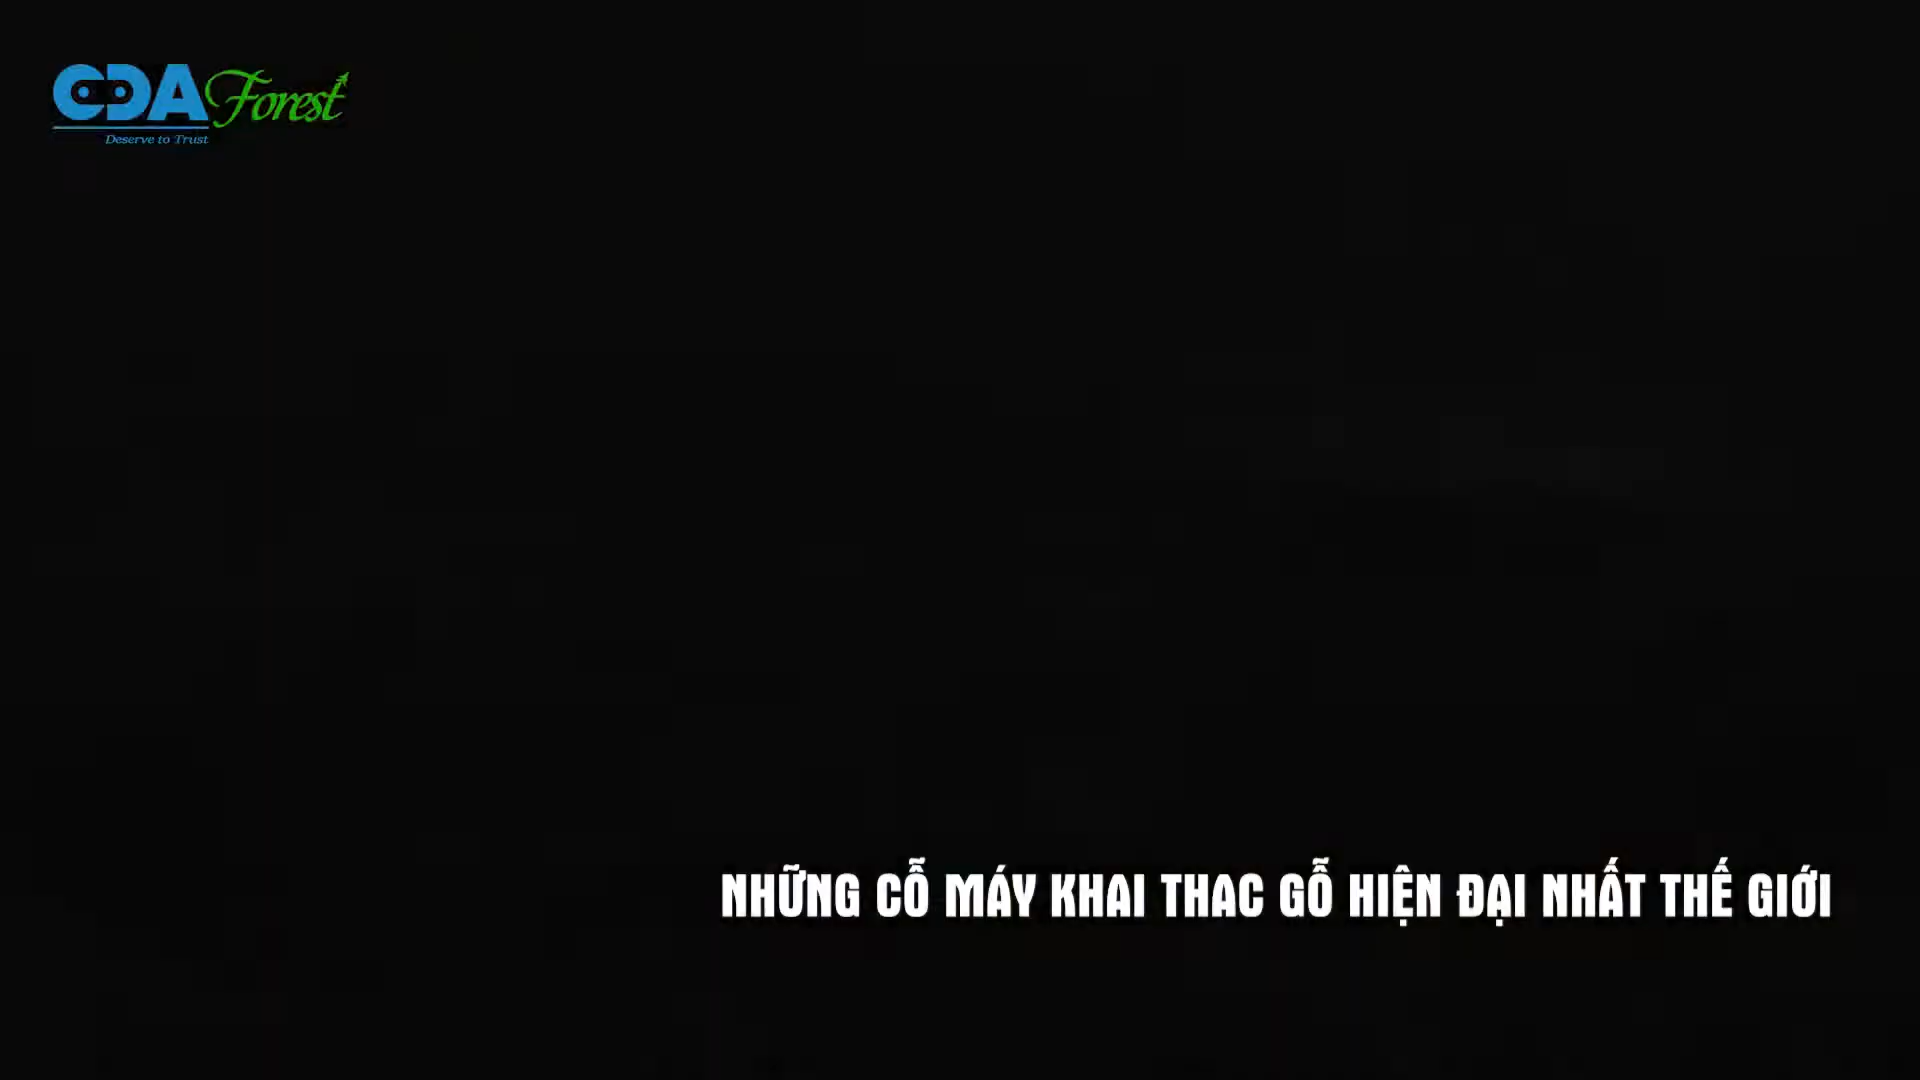 CDA Forest
Deserve to Trust
NHỮNG CỖ MÁY KHAI THAC GỖ HIỆN ĐẠI NHẤT THẾ GIỚI